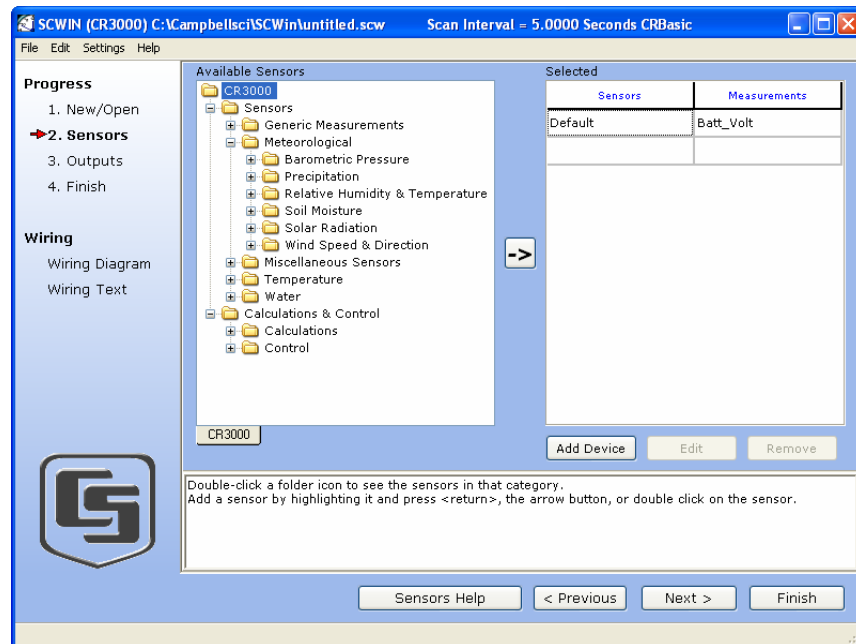 SCWIN (CR3000) C:\Campbellsci\SCWin\untitled.scw Scan Interval = 5.0000 Seconds CRBasic
File Edit Settings Help
Progress
1. New/Open
2. Sensors
3. Outputs
4. Finish
Wiring
Wiring Diagram
Wiring Text
Available Sensors
CR3000
Sensors
Generic Measurements
Meteorological
Barometric Pressure
Precipitation
Relative Humidity & Temperature
Soil Moisture
Solar Radiation
Wind Speed & Direction
Miscellaneous Sensors
Temperature
Water
Calculations & Control
Calculations
Control
CR3000
->
Selected
Sensors Measurements
Default Batt_Volt
Add Device Edit Remove
Double-click a folder icon to see the sensors in that category.
Add a sensor by highlighting it and press <return>, the arrow button, or double click on the sensor.
Sensors Help < Previous Next > Finish